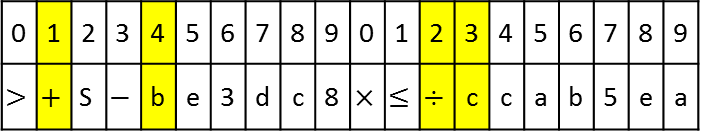 0 1 2 3 4 5 6 7 8 9 0 1 2 3 4 5 6 7 8 9
> + S − b e 3 d c 8 × ≤ ÷ c c a b 5 e a